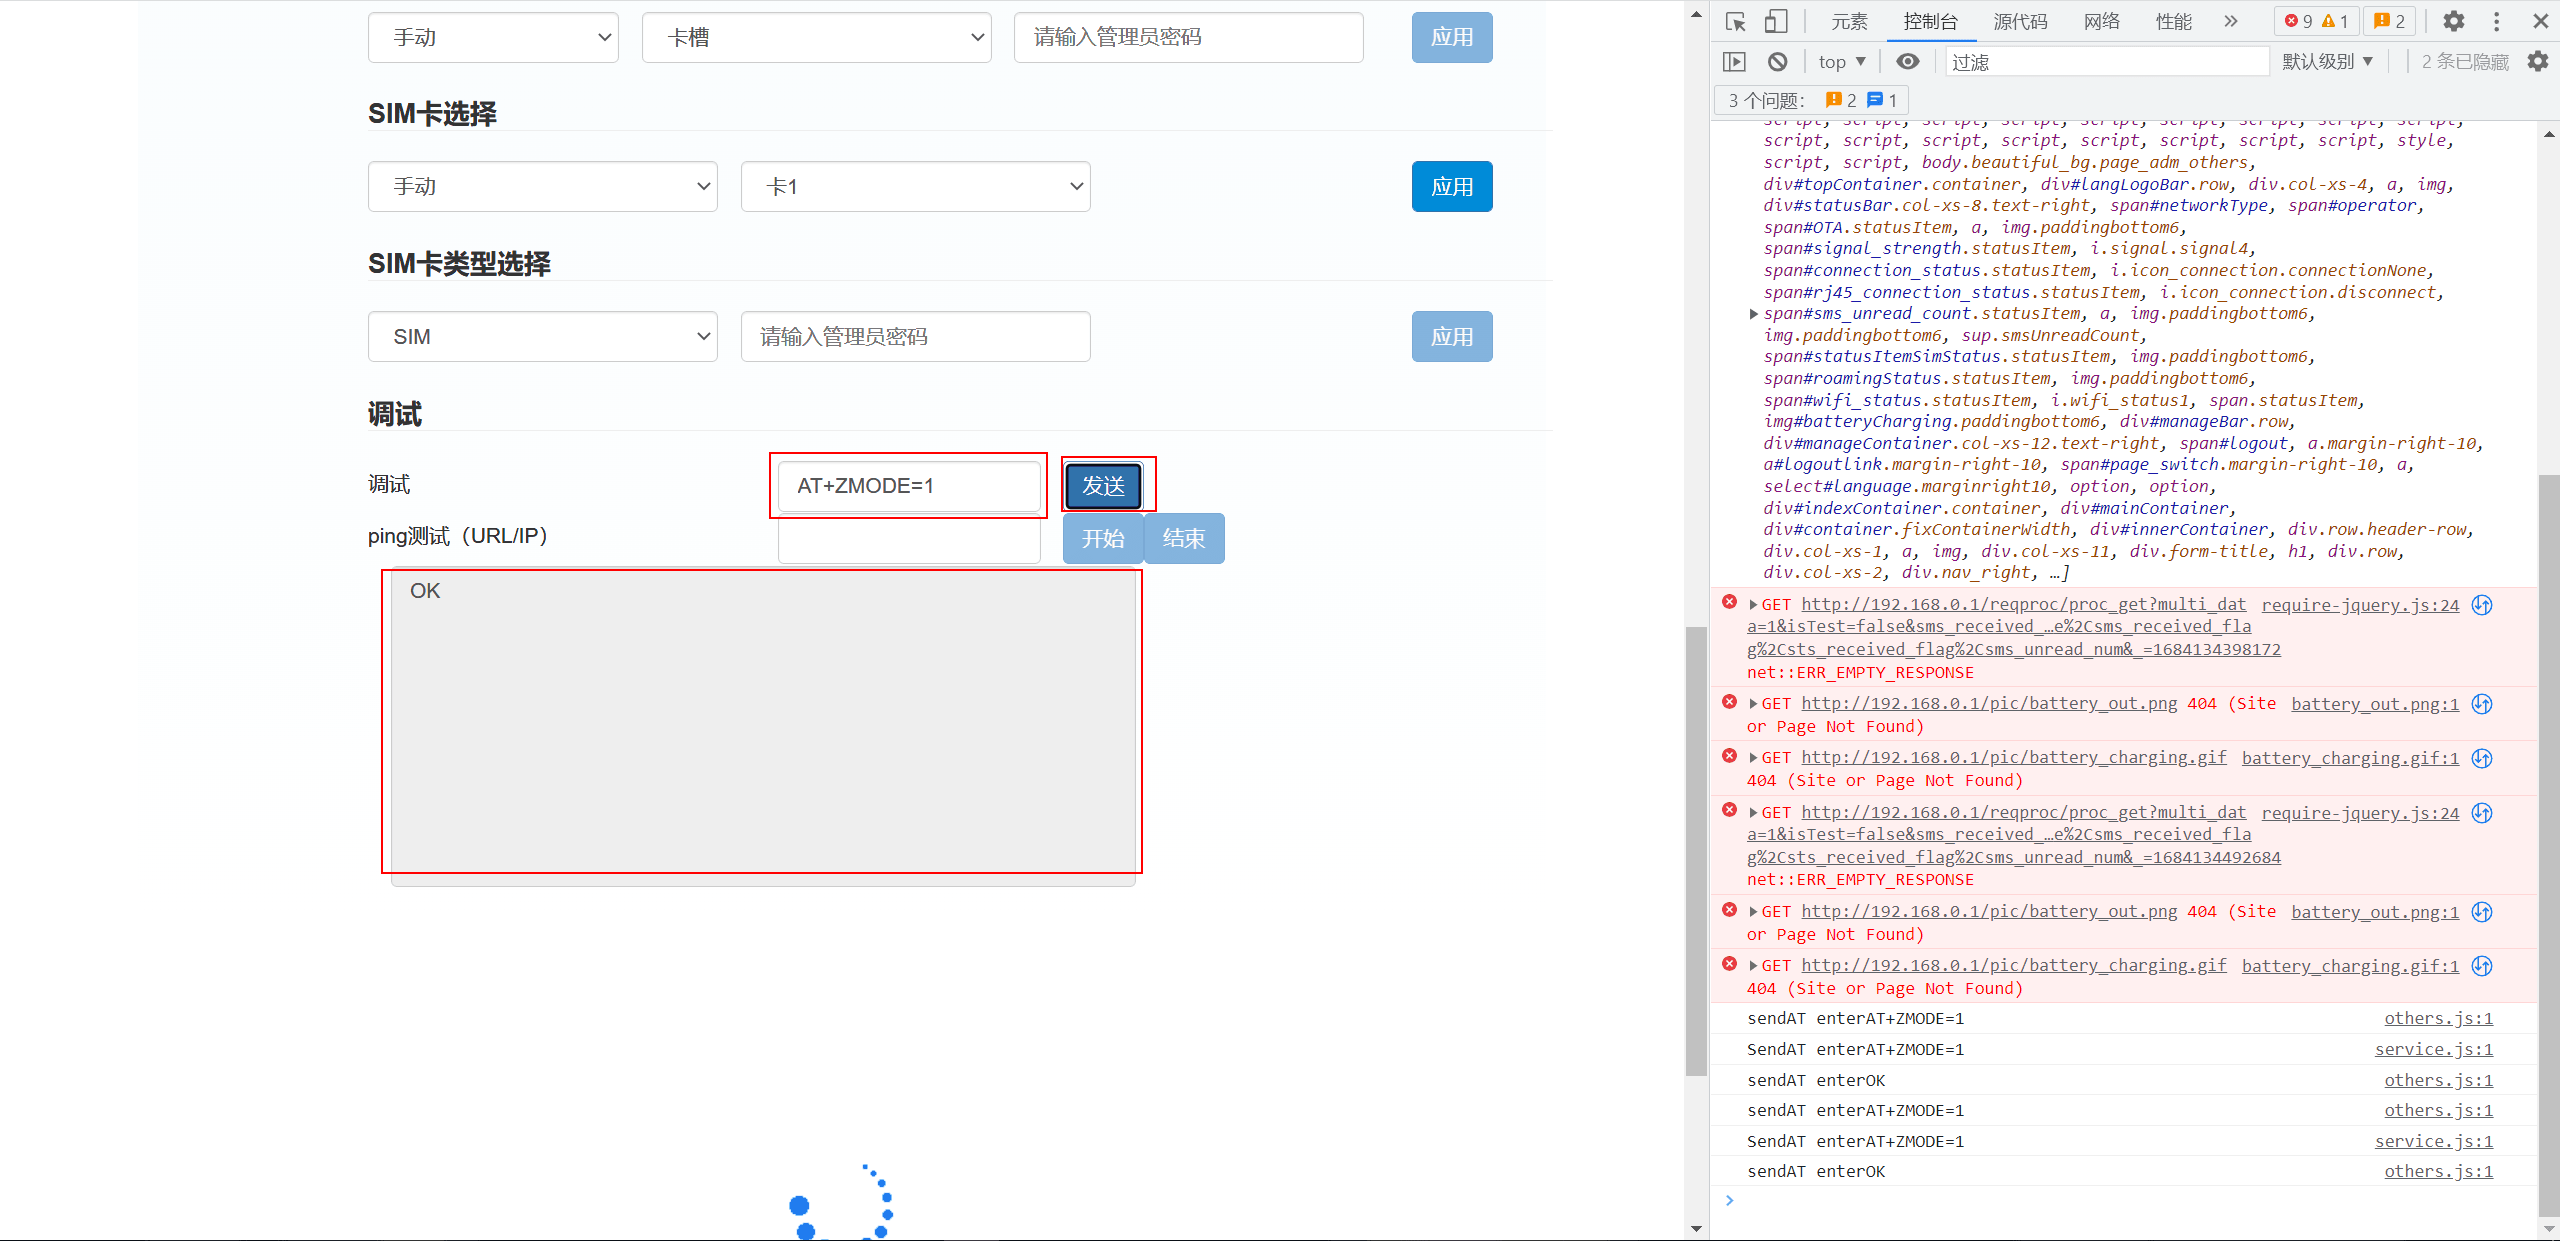 手动
卡槽
请输入管理员密码
应用
SIM卡选择
手动
卡1
应用
SIM卡类型选择
SIM
请输入管理员密码
应用
调试
调试
AT+ZMODE=1
发送
ping测试（URL/IP）
开始
结束
OK
元素
控制台
源代码
网络
性能
9
1
2
top
过滤
默认级别
2 条已隐藏
3 个问题：
2
1
script, script, script, script, script, script, script, script, script,
script, script, script, script, script, script, script, script, style,
script, script, body.beautiful_bg.page_adm_others,
div#topContainer.container, div#langLogoBar.row, div.col-xs-4, a, img,
div#statusBar.col-xs-8.text-right, span#networkType, span#operator,
span#OTA.statusItem, a, img.paddingbottom6,
span#signal_strength.statusItem, i.signal.signal4,
span#connection_status.statusItem, i.icon_connection.connectionNone,
span#rj45_connection_status.statusItem, i.icon_connection.disconnect,
span#sms_unread_count.statusItem, a, img.paddingbottom6,
img.paddingbottom6, sup.smsUnreadCount,
span#statusItemSimStatus.statusItem, img.paddingbottom6,
span#roamingStatus.statusItem, img.paddingbottom6,
span#wifi_status.statusItem, i.wifi_status1, span.statusItem,
img#batteryCharging.paddingbottom6, div#manageBar.row,
div#manageContainer.col-xs-12.text-right, span#logout, a.margin-right-10,
a#logoutlink.margin-right-10, span#page_switch.margin-right-10, a,
select#language.marginright10, option, option,
div#indexContainer.container, div#mainContainer,
div#container.fixContainerWidth, div#innerContainer, div.row.header-row,
div.col-xs-1, a, img, div.col-xs-11, div.form-title, h1, div.row,
div.col-xs-2, div.nav_right, …]
GET http://192.168.0.1/reqproc/proc_get?multi_dat require-jquery.js:24
a=1&isTest=false&sms_received_…e%2Csms_received_fla
g%2Csts_received_flag%2Csms_unread_num&_=1684134398172
net::ERR_EMPTY_RESPONSE
GET http://192.168.0.1/pic/battery_out.png 404 (Site battery_out.png:1
or Page Not Found)
GET http://192.168.0.1/pic/battery_charging.gif battery_charging.gif:1
404 (Site or Page Not Found)
GET http://192.168.0.1/reqproc/proc_get?multi_dat require-jquery.js:24
a=1&isTest=false&sms_received_…e%2Csms_received_fla
g%2Csts_received_flag%2Csms_unread_num&_=1684134492684
net::ERR_EMPTY_RESPONSE
GET http://192.168.0.1/pic/battery_out.png 404 (Site battery_out.png:1
or Page Not Found)
GET http://192.168.0.1/pic/battery_charging.gif battery_charging.gif:1
404 (Site or Page Not Found)
sendAT enterAT+ZMODE=1 others.js:1
SendAT enterAT+ZMODE=1 service.js:1
sendAT enterOK others.js:1
sendAT enterAT+ZMODE=1 others.js:1
SendAT enterAT+ZMODE=1 service.js:1
sendAT enterOK others.js:1